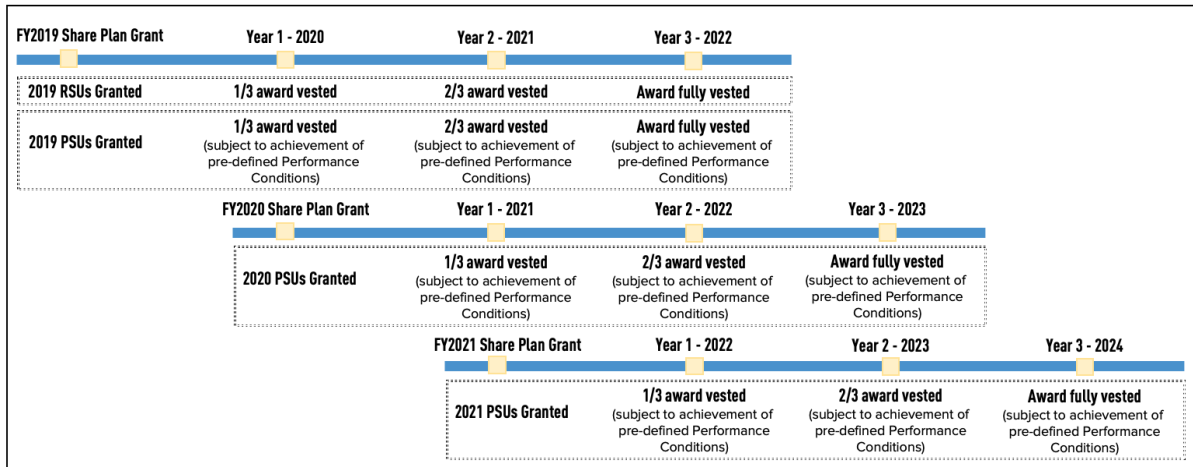 FY2019 Share Plan Grant Year 1 - 2020 Year 2 - 2021 Year 3 - 2022
2019 RSUs Granted 1/3 award vested 2/3 award vested Award fully vested
2019 PSUs Granted 1/3 award vested 2/3 award vested Award fully vested
(subject to achievement of (subject to achievement of (subject to achievement of
pre-defined Performance pre-defined Performance pre-defined Performance
Conditions) Conditions) Conditions)
FY2020 Share Plan Grant Year 1 - 2021 Year 2 - 2022 Year 3 - 2023
2020 PSUs Granted 1/3 award vested 2/3 award vested Award fully vested
(subject to achievement of (subject to achievement of (subject to achievement of
pre-defined Performance pre-defined Performance pre-defined Performance
Conditions) Conditions) Conditions)
FY2021 Share Plan Grant Year 1 - 2022 Year 2 - 2023 Year 3 - 2024
2021 PSUs Granted 1/3 award vested 2/3 award vested Award fully vested
(subject to achievement of (subject to achievement of (subject to achievement of
pre-defined Performance pre-defined Performance pre-defined Performance
Conditions) Conditions) Conditions)